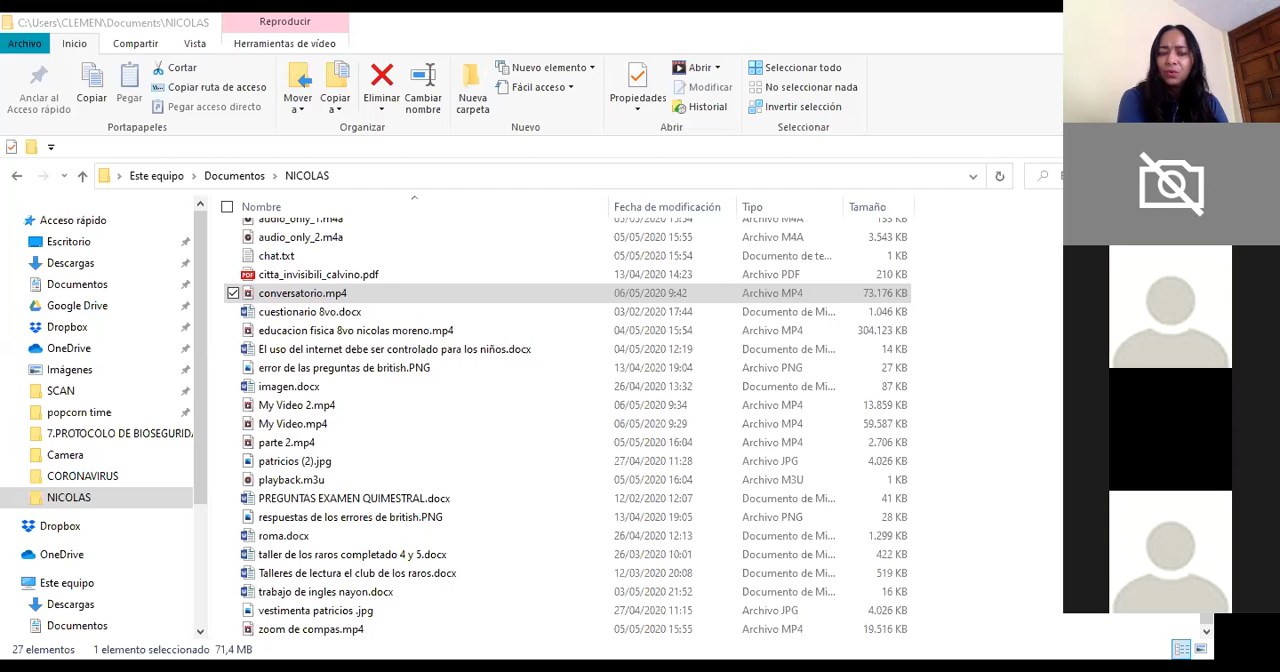 C:\Users\CLEMEN\Documents\NICOLAS
Reproducir
Archivo Inicio Compartir Vista Herramientas de vídeo
Anclar al Acceso rápido
Copiar
Pegar
Cortar
Copiar ruta de acceso
Pegar acceso directo
Portapapeles
Mover a
Copiar a
Eliminar
Cambiar nombre
Organizar
Nueva carpeta
Nuevo elemento
Fácil acceso
Nuevo
Propiedades
Abrir
Modificar
Historial
Abrir
Seleccionar todo
No seleccionar nada
Invertir selección
Seleccionar
Este equipo > Documentos > NICOLAS
Acceso rápido
Escritorio
Descargas
Documentos
Google Drive
Dropbox
OneDrive
Imágenes
SCAN
popcorn time
7.PROTOCOLO DE BIOSEGURIDA
Camera
CORONAVIRUS
NICOLAS
Dropbox
OneDrive
Este equipo
Descargas
Documentos
Nombre Fecha de modificación Tipo Tamaño
audio_only_1.m4a 05/05/2020 15:54 Archivo M4A 133 KB
audio_only_2.m4a 05/05/2020 15:55 Archivo M4A 3.543 KB
chat.txt 05/05/2020 15:54 Documento de te... 1 KB
citta_invisibili_calvino.pdf 13/04/2020 14:23 Archivo PDF 210 KB
conversatorio.mp4 06/05/2020 9:42 Archivo MP4 73.176 KB
cuestionario 8vo.docx 03/02/2020 17:44 Documento de Mi... 1.046 KB
educacion fisica 8vo nicolas moreno.mp4 04/05/2020 15:54 Archivo MP4 304.123 KB
El uso del internet debe ser controlado para los niños.docx 04/05/2020 12:19 Documento de Mi... 14 KB
error de las preguntas de british.PNG 13/04/2020 19:04 Archivo PNG 27 KB
imagen.docx 26/04/2020 13:32 Documento de Mi... 87 KB
My Video 2.mp4 06/05/2020 9:34 Archivo MP4 13.859 KB
My Video.mp4 06/05/2020 9:29 Archivo MP4 59.587 KB
parte 2.mp4 05/05/2020 16:04 Archivo MP4 2.706 KB
patricios (2).jpg 27/04/2020 11:28 Archivo JPG 4.026 KB
playback.m3u 05/05/2020 16:04 Archivo M3U 1 KB
PREGUNTAS EXAMEN QUIMESTRAL.docx 12/02/2020 12:07 Documento de Mi... 41 KB
respuestas de los errores de british.PNG 13/04/2020 19:05 Archivo PNG 28 KB
roma.docx 26/04/2020 12:13 Documento de Mi... 1.299 KB
taller de los raros completado 4 y 5.docx 26/03/2020 10:01 Documento de Mi... 422 KB
Talleres de lectura el club de los raros.docx 12/03/2020 20:08 Documento de Mi... 519 KB
trabajo de ingles nayon.docx 03/05/2020 21:52 Documento de Mi... 16 KB
vestimenta patricios .jpg 27/04/2020 11:15 Archivo JPG 4.026 KB
zoom de compas.mp4 05/05/2020 15:55 Archivo MP4 19.516 KB
27 elementos 1 elemento seleccionado 71,4 MB